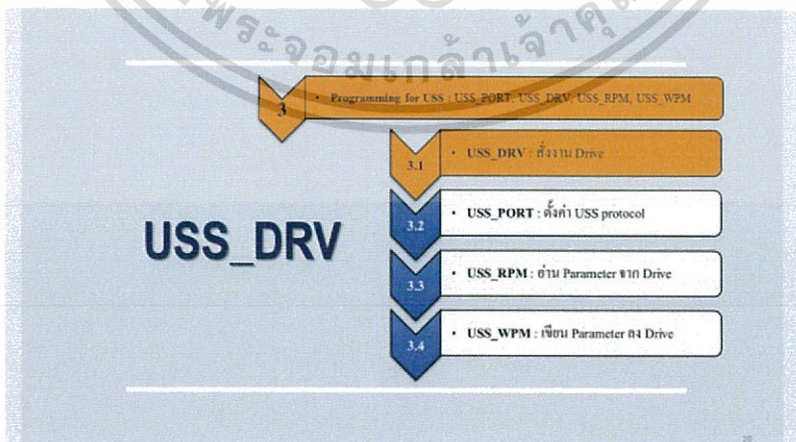 พระจอมเกล้าเจ้าคุณ
3
• Programming for USS : USS_PORT, USS_DRV, USS_RPM, USS_WPM
3.1
• USS_DRV : สั่งงาน Drive
USS_DRV
3.2
• USS_PORT : ตั้งค่า USS protocol
3.3
• USS_RPM : อ่าน Parameter จาก Drive
3.4
• USS_WPM : เขียน Parameter ลง Drive